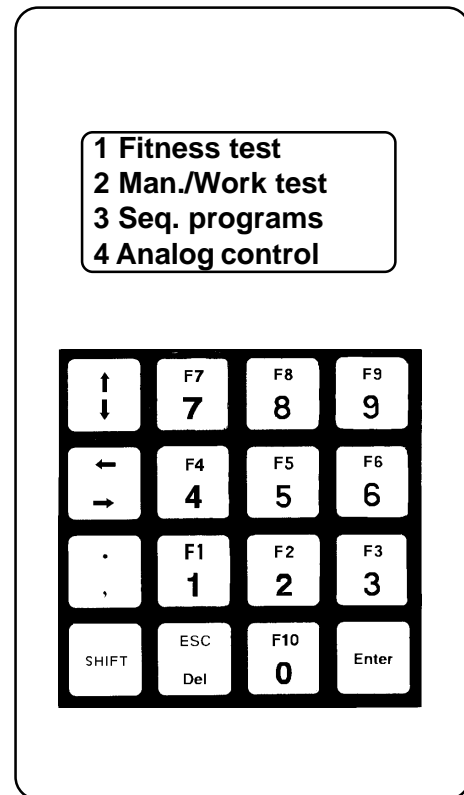 1 Fitness test
2 Man./Work test
3 Seq. programs
4 Analog control
↑ F7 F8 F9
↓ 7 8 9
← F4 F5 F6
→ 4 5 6
. F1 F2 F3
, 1 2 3
SHIFT ESC F10 Enter
Del 0